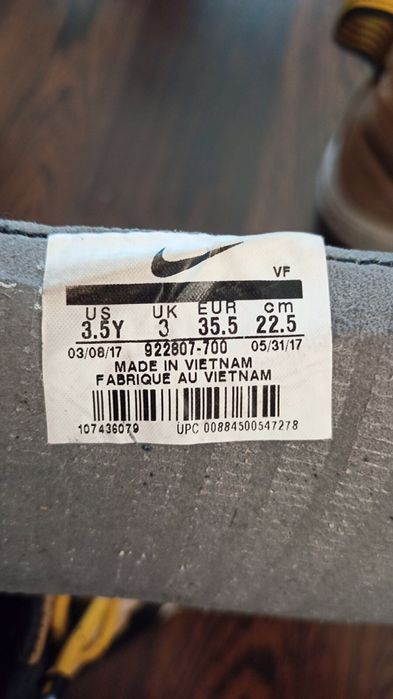 VF
US UK EUR cm
3.5Y 3 35.5 22.5
03/08/17 922807-700 05/31/17
MADE IN VIETNAM
FABRIQUE AU VIETNAM
107436079 UPC 00884500547278